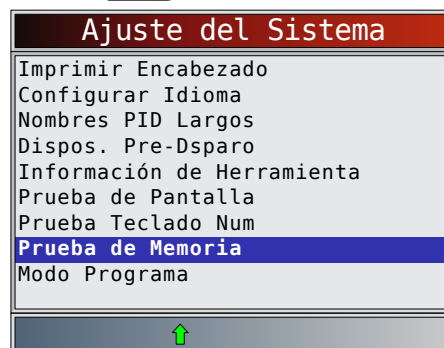 Ajuste del Sistema
Imprimir Encabezado
Configurar Idioma
Nombres PID Largos
Dispos. Pre-Dsparo
Información de Herramienta
Prueba de Pantalla
Prueba Teclado Num
Prueba de Memoria
Modo Programa